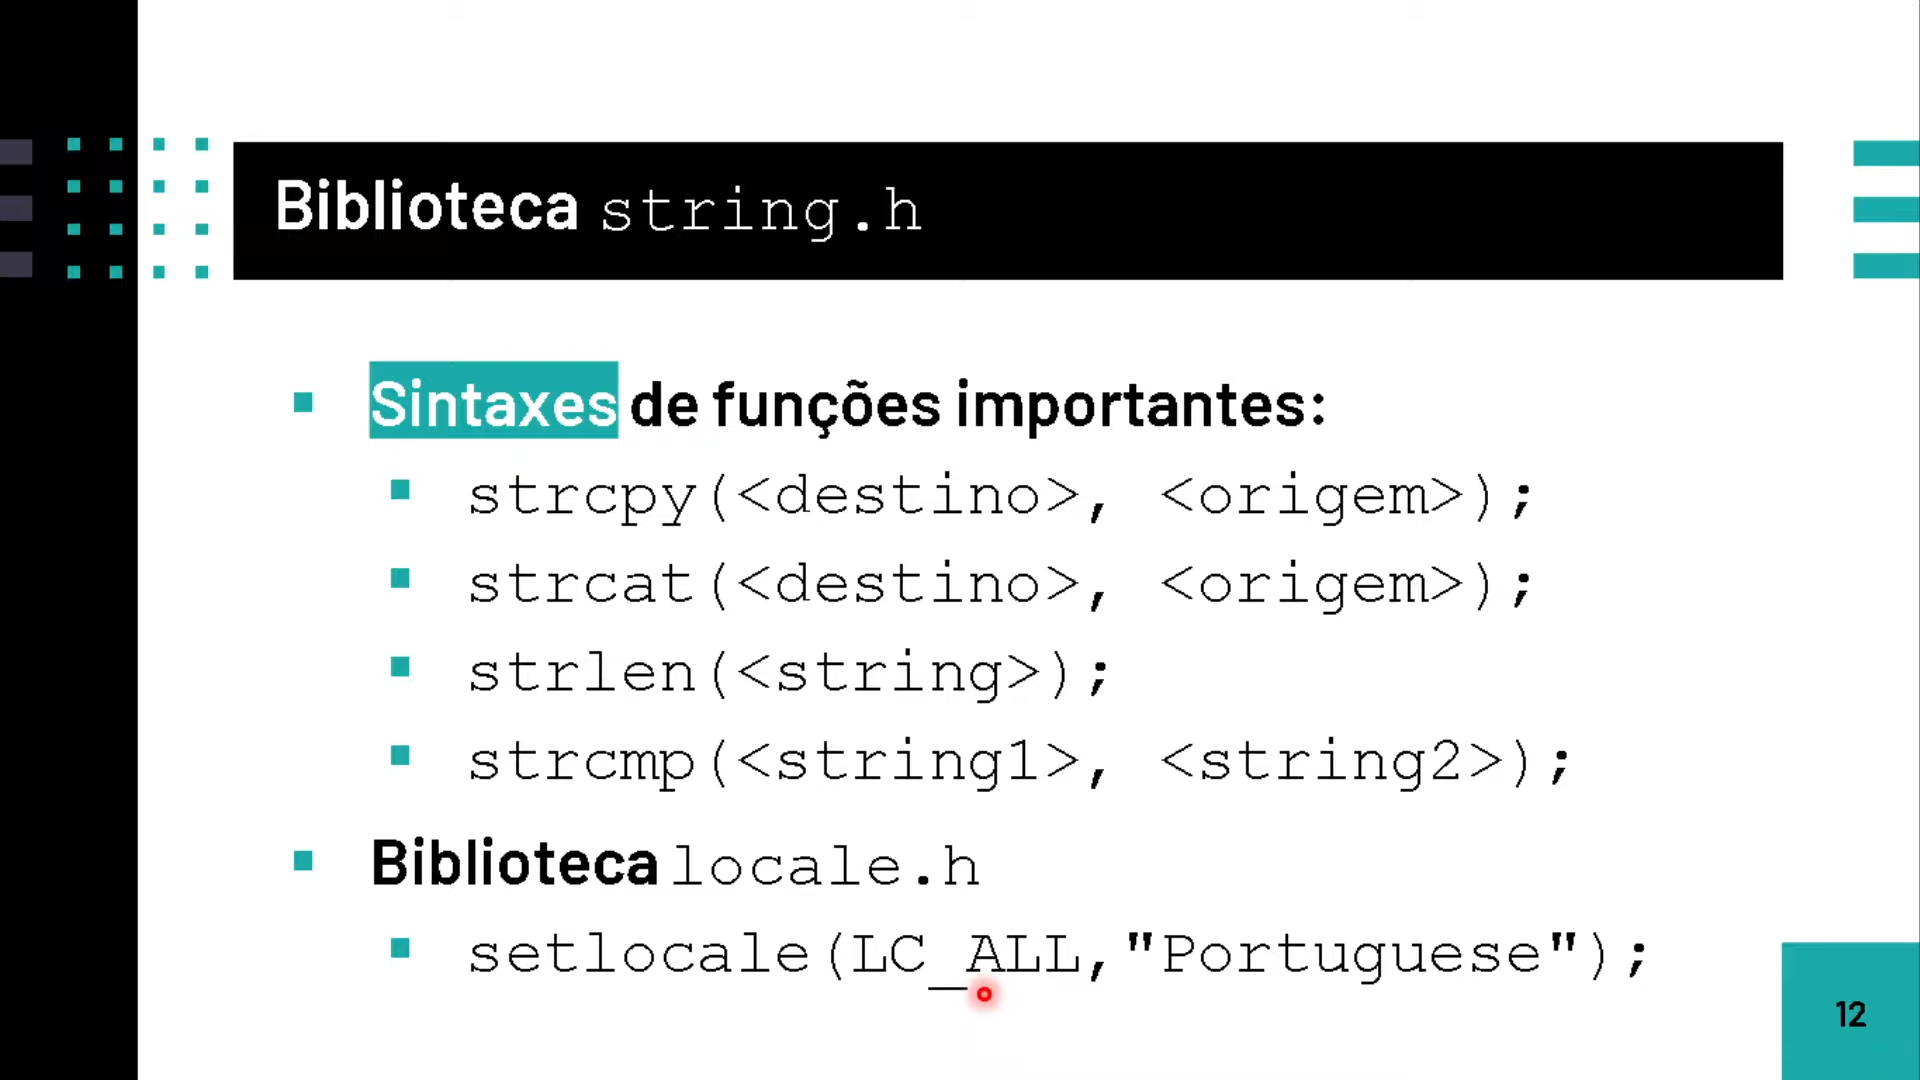 Biblioteca string.h
Sintaxes de funções importantes:
strcpy(<destino>, <origem>);
strcat(<destino>, <origem>);
strlen(<string>);
strcmp(<string1>, <string2>);
Biblioteca locale.h
setlocale(LC_ALL,"Portuguese");
12